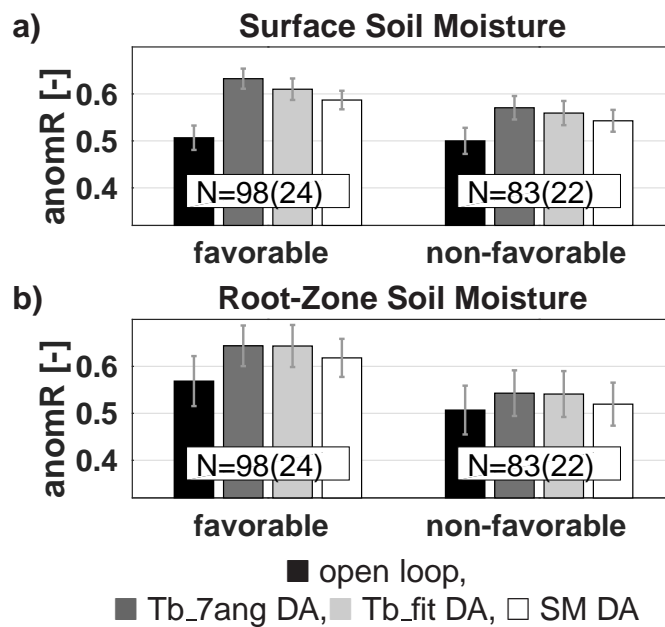 a) Surface Soil Moisture
anomR [-]
0.6
0.5
0.4
N=98(24) N=83(22)
favorable non-favorable
b) Root-Zone Soil Moisture
anomR [-]
0.6
0.5
0.4
N=98(24) N=83(22)
favorable non-favorable
open loop,
Tb_7ang DA, Tb_fit DA, SM DA